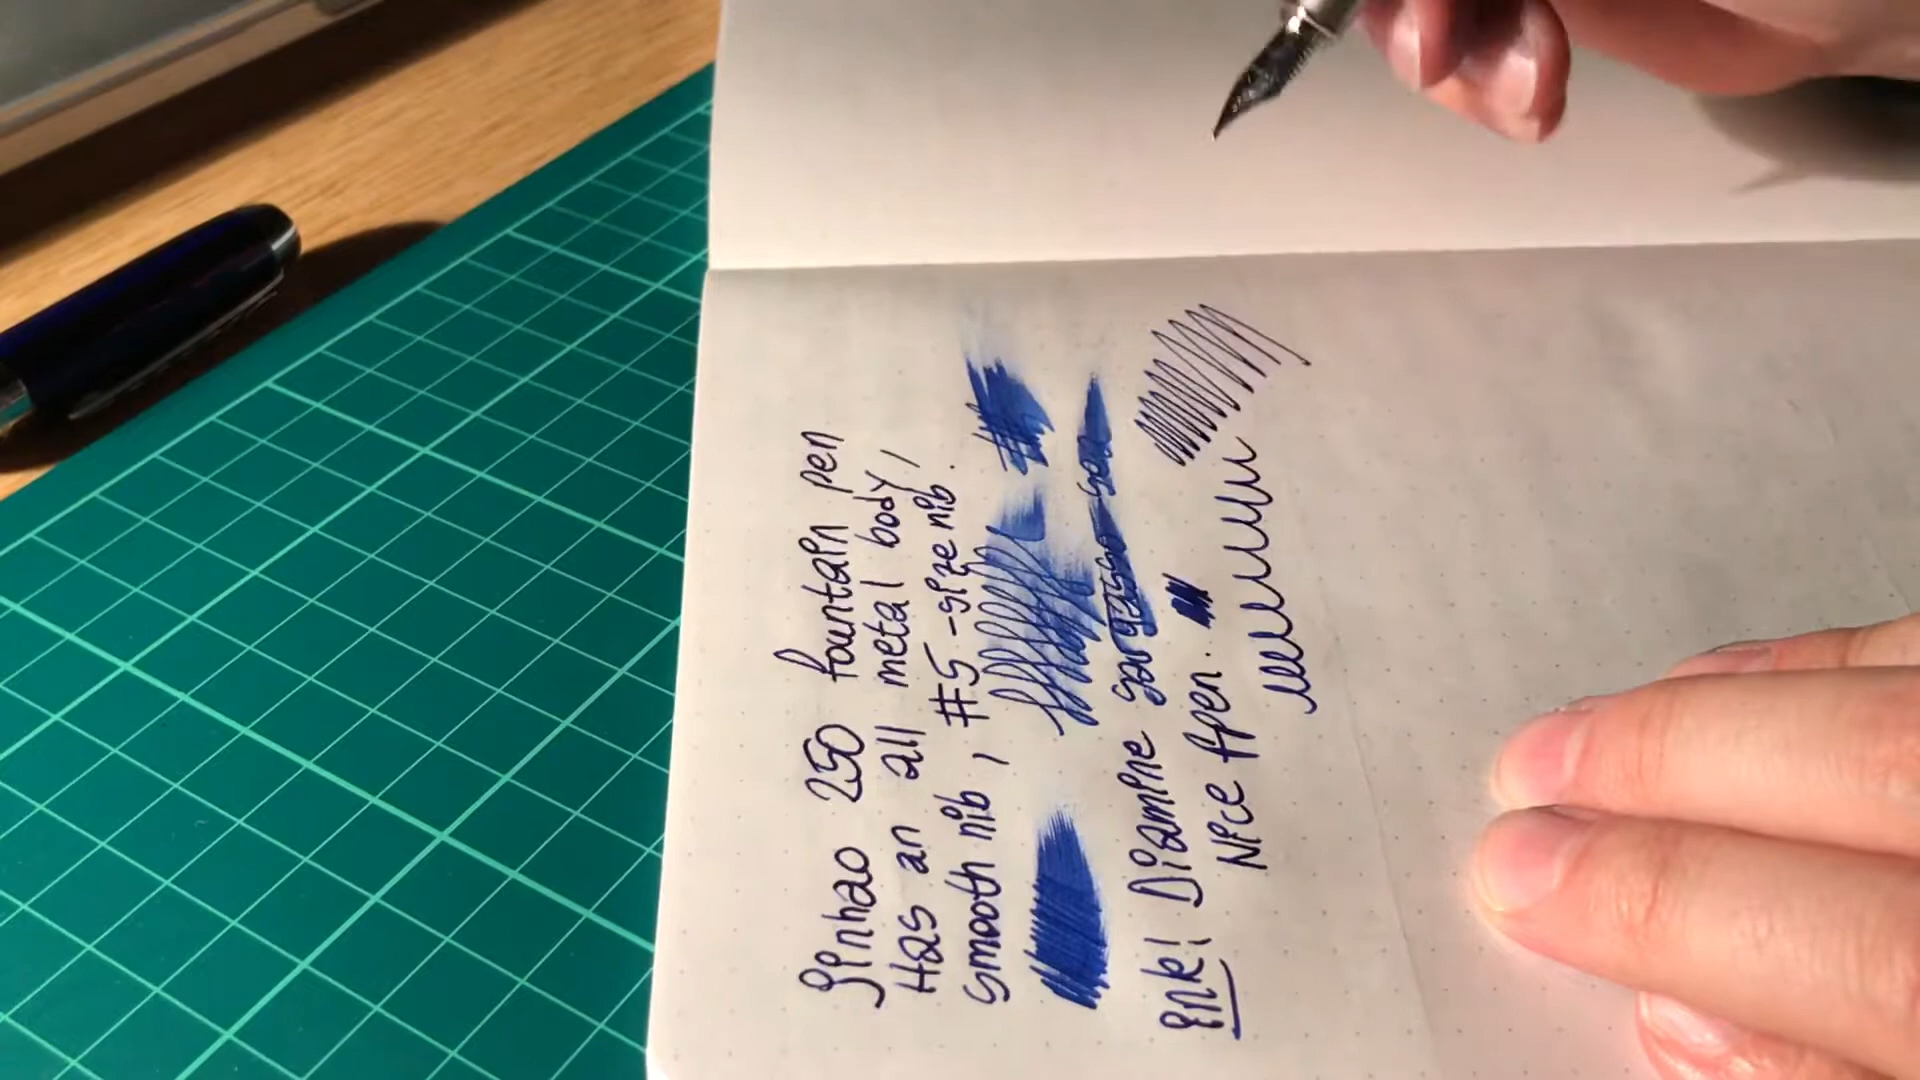 Jinhao 250 fountain pen
Has an all metal body,
smooth nib, #5-size nib.
ink! Diamine
Nice pen.